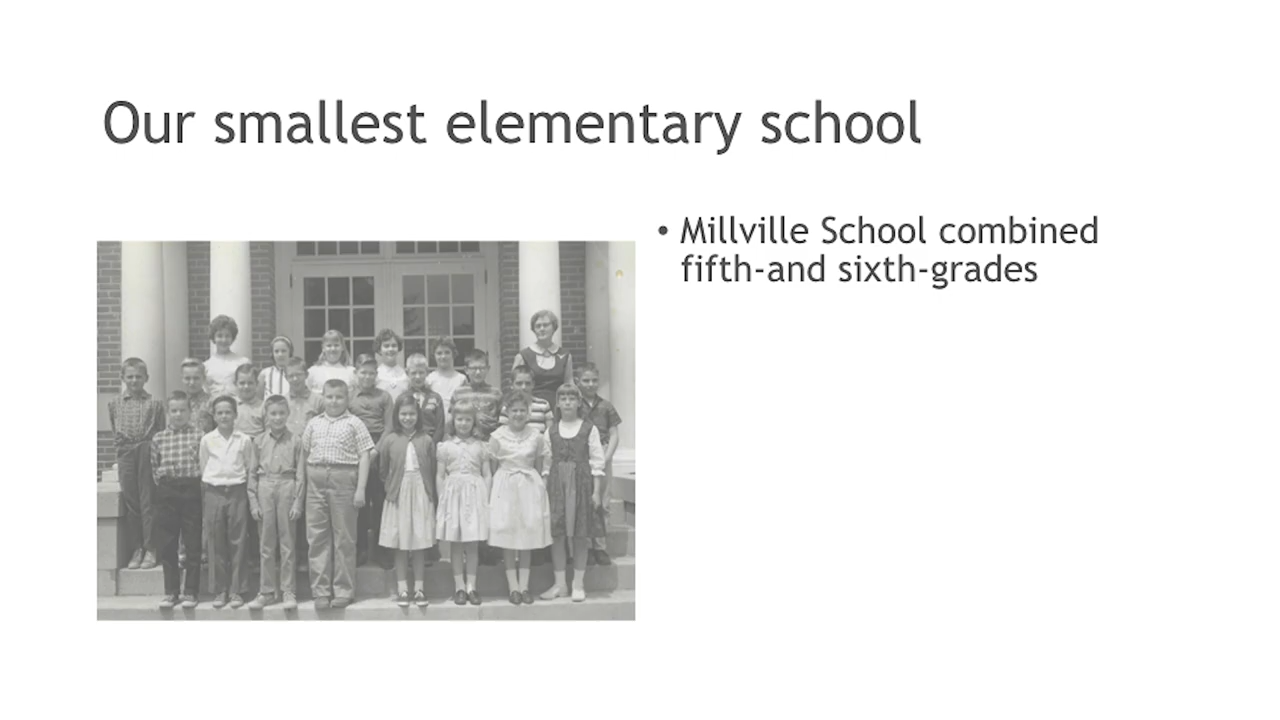 Our smallest elementary school
• Millville School combined
fifth-and sixth-grades